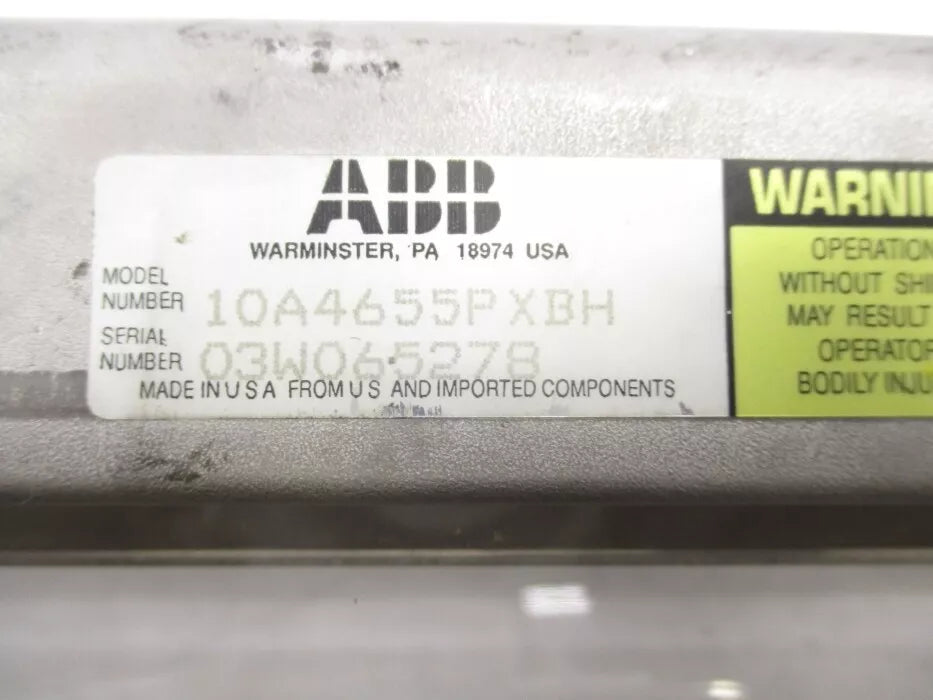 ABB
WARMINSTER, PA 18974 USA
MODEL
NUMBER 10A4655PXBH
SERIAL
NUMBER 03W065278
MADE IN U S A FROM U S AND IMPORTED COMPONENTS
WARNIN
OPERATION
WITHOUT SHI
MAY RESULT
OPERATOR
BODILY INJU